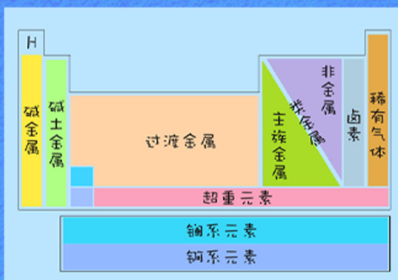 H
碱金属
碱土金属
过渡金属
主族金属
类金属
非金属
卤素
稀有气体
超重元素
镧系元素
锕系元素